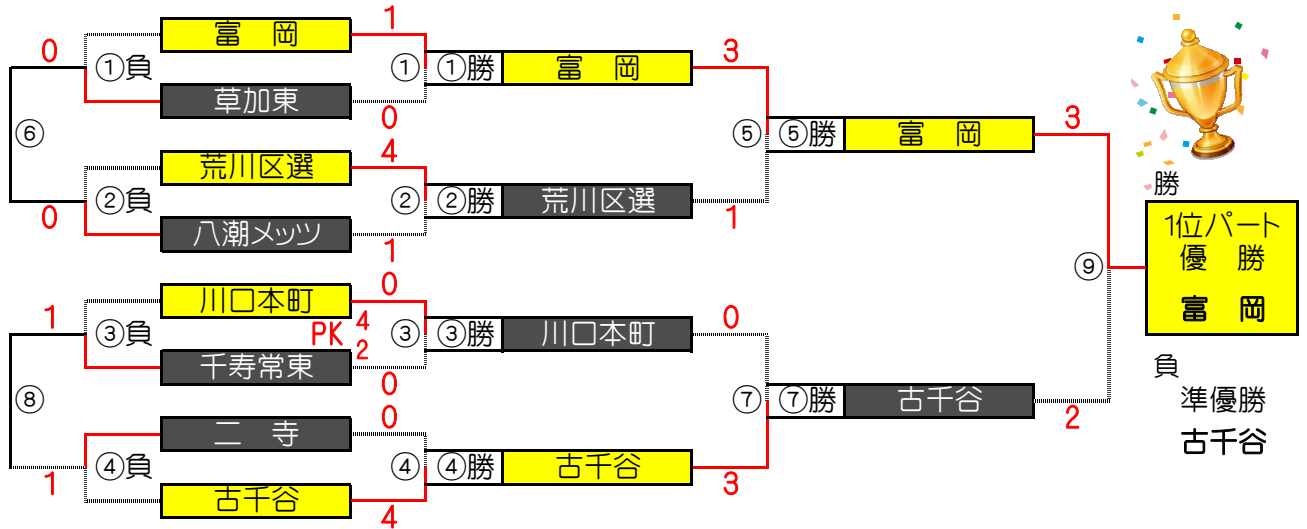 1
富 岡
0
①負
①
①勝
富 岡
3
草加東
0
⑥
⑤
⑤勝
富 岡
3
4
荒川区選
②負
②
②勝
荒川区選
0
1
八潮メッツ
1
勝
1位パート
優 勝
富 岡
⑨
0
川口本町
1
③負
PK 4
2
③
③勝
川口本町
0
千寿常東
0
⑧
⑦
⑦勝
古千谷
2
負
準優勝
古千谷
0
二 寺
④負
④
④勝
古千谷
1
3
古千谷
4